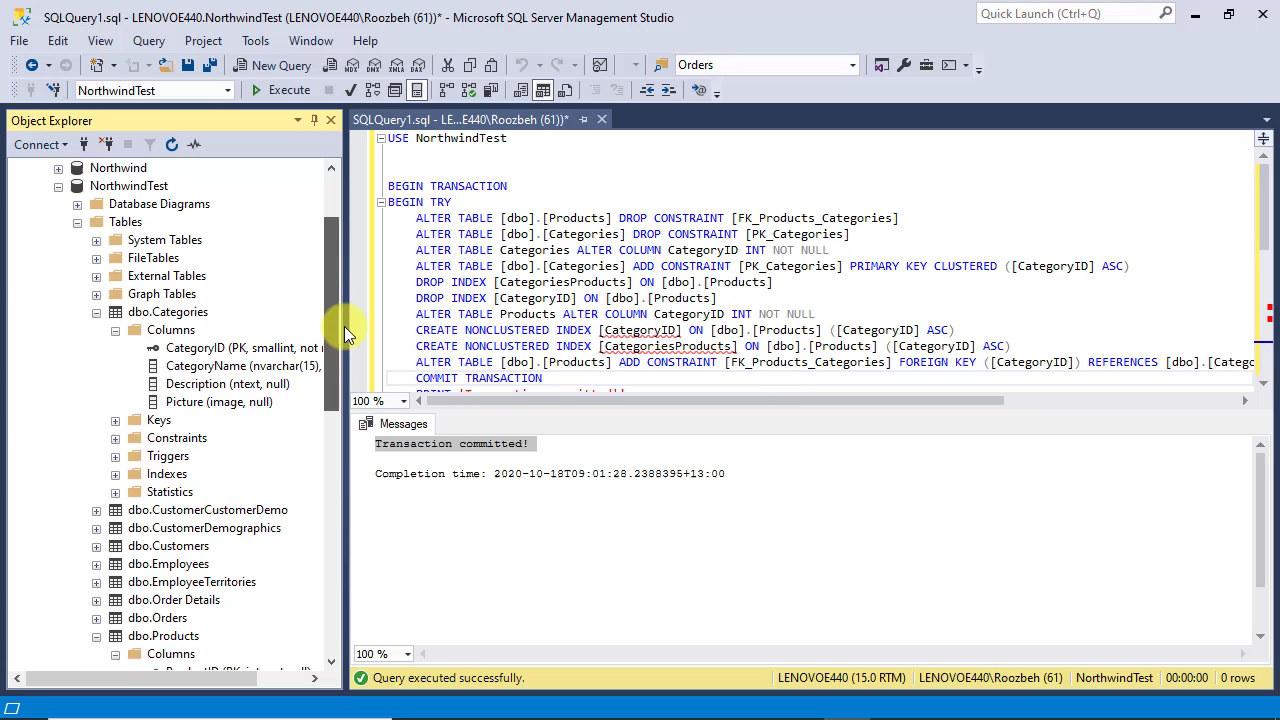 SQLQuery1.sql - LENOVOE440.NorthwindTest (LENOVOE440\Roozbeh (61))* - Microsoft SQL Server Management Studio
Quick Launch (Ctrl+Q)
File Edit View Query Project Tools Window Help
New Query
MDX DMX XMLA DAX
Orders
NorthwindTest
Execute
Object Explorer
Connect
Northwind
NorthwindTest
Database Diagrams
Tables
System Tables
FileTables
External Tables
Graph Tables
dbo.Categories
Columns
CategoryID (PK, smallint, not
CategoryName (nvarchar(15),
Description (ntext, null)
Picture (image, null)
Keys
Constraints
Triggers
Indexes
Statistics
dbo.CustomerCustomerDemo
dbo.CustomerDemographics
dbo.Customers
dbo.Employees
dbo.EmployeeTerritories
dbo.Order Details
dbo.Orders
dbo.Products
Columns
SQLQuery1.sql - LE...E440\Roozbeh (61))*
USE NorthwindTest
BEGIN TRANSACTION
BEGIN TRY
ALTER TABLE [dbo].[Products] DROP CONSTRAINT [FK_Products_Categories]
ALTER TABLE [dbo].[Categories] DROP CONSTRAINT [PK_Categories]
ALTER TABLE Categories ALTER COLUMN CategoryID INT NOT NULL
ALTER TABLE [dbo].[Categories] ADD CONSTRAINT [PK_Categories] PRIMARY KEY CLUSTERED ([CategoryID] ASC)
DROP INDEX [CategoriesProducts] ON [dbo].[Products]
DROP INDEX [CategoryID] ON [dbo].[Products]
ALTER TABLE Products ALTER COLUMN CategoryID INT NOT NULL
CREATE NONCLUSTERED INDEX [CategoryID] ON [dbo].[Products] ([CategoryID] ASC)
CREATE NONCLUSTERED INDEX [CategoriesProducts] ON [dbo].[Products] ([CategoryID] ASC)
ALTER TABLE [dbo].[Products] ADD CONSTRAINT [FK_Products_Categories] FOREIGN KEY ([CategoryID]) REFERENCES [dbo].[Catego
COMMIT TRANSACTION
100 %
Messages
Transaction committed!
Completion time: 2020-10-18T09:01:28.2388395+13:00
100 %
Query executed successfully.
LENOVOE440 (15.0 RTM) LENOVOE440\Roozbeh (61) NorthwindTest 00:00:00 0 rows